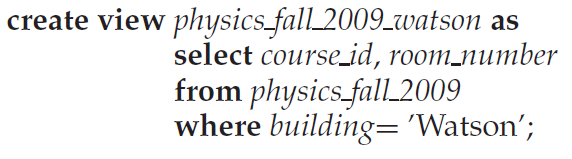 create view physics_fall_2009_watson as
select course_id, room_number
from physics_fall_2009
where building= ’Watson’;